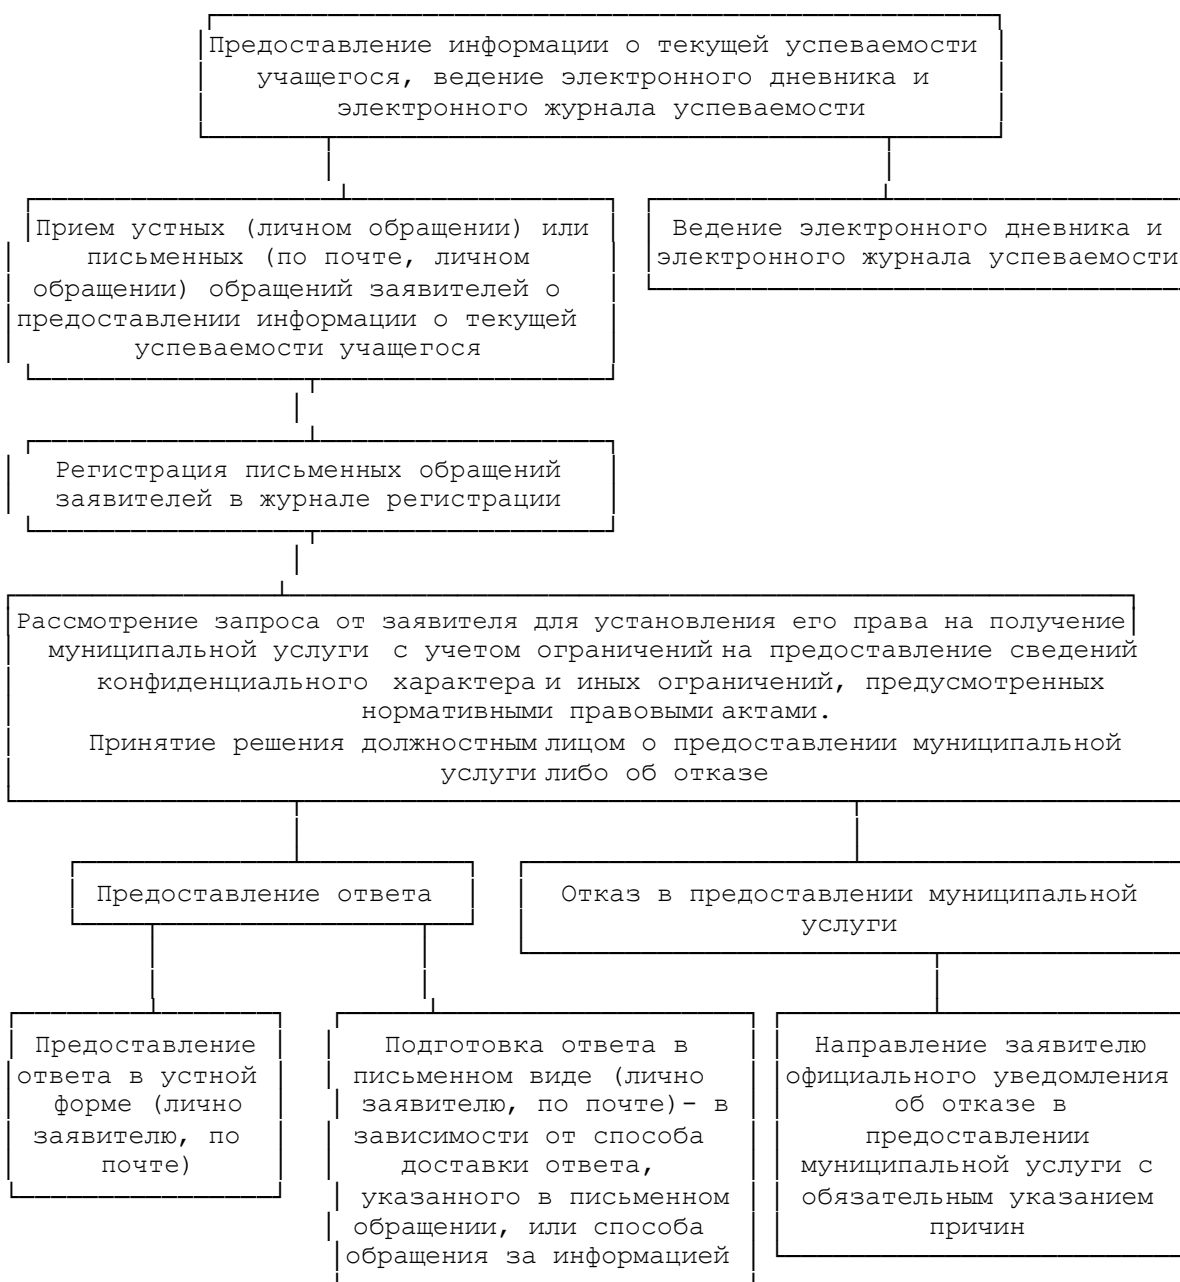 Предоставление информации о текущей успеваемости
учащегося, ведение электронного дневника и
электронного журнала успеваемости
Прием устных (личном обращении) или
письменных (по почте, личном
обращении) обращений заявителей о
предоставлении информации о текущей
успеваемости учащегося
Ведение электронного дневника и
электронного журнала успеваемости
Регистрация письменных обращений
заявителей в журнале регистрации
Рассмотрение запроса от заявителя для установления его права на получение
муниципальной услуги с учетом ограничений на предоставление сведений
конфиденциального характера и иных ограничений, предусмотренных
нормативными правовыми актами.
Принятие решения должностным лицом о предоставлении муниципальной
услуги либо об отказе
Предоставление ответа
Отказ в предоставлении муниципальной
услуги
Предоставление
ответа в устной
форме (лично
заявителю, по
почте)
Подготовка ответа в
письменном виде (лично
заявителю, по почте)- в
зависимости от способа
доставки ответа,
указанного в письменном
обращении, или способа
обращения за информацией
Направление заявителю
официального уведомления
об отказе в
предоставлении
муниципальной услуги с
обязательным указанием
причин